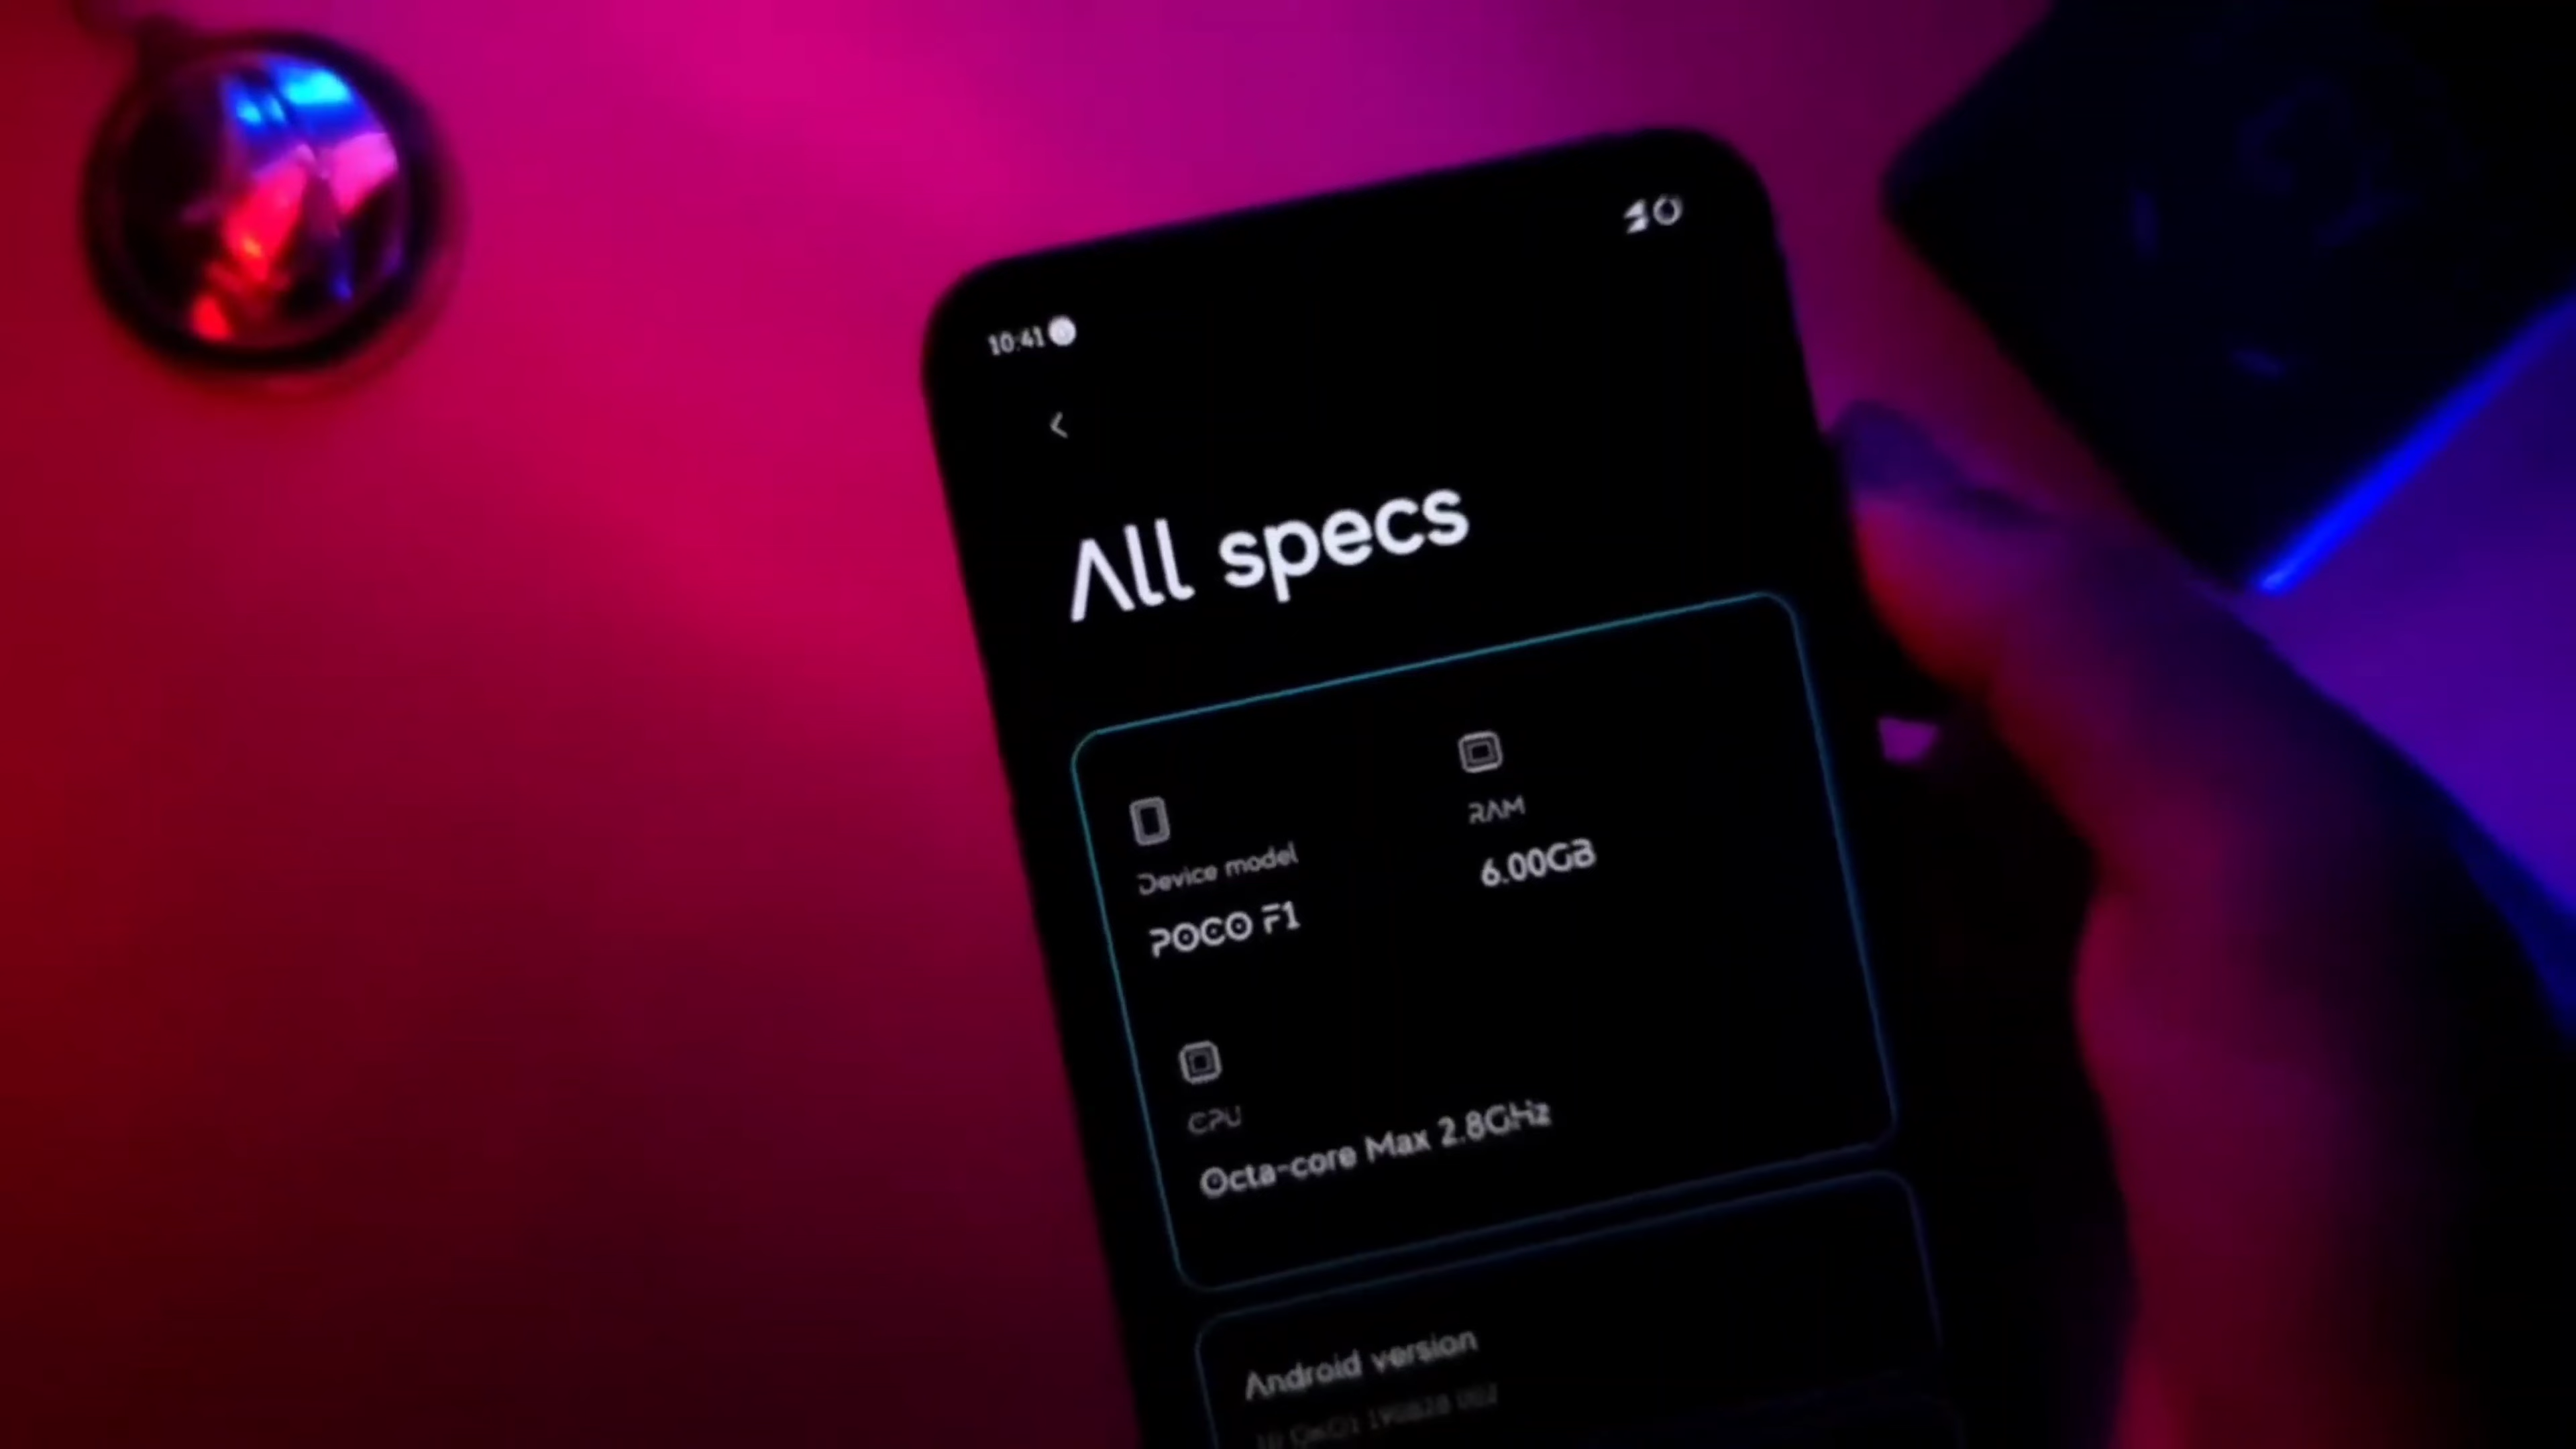 10:41
All specs
RAM
6.00GB
Device model
POCO F1
CPU
Octa-core Max 2.8GHz
Android version